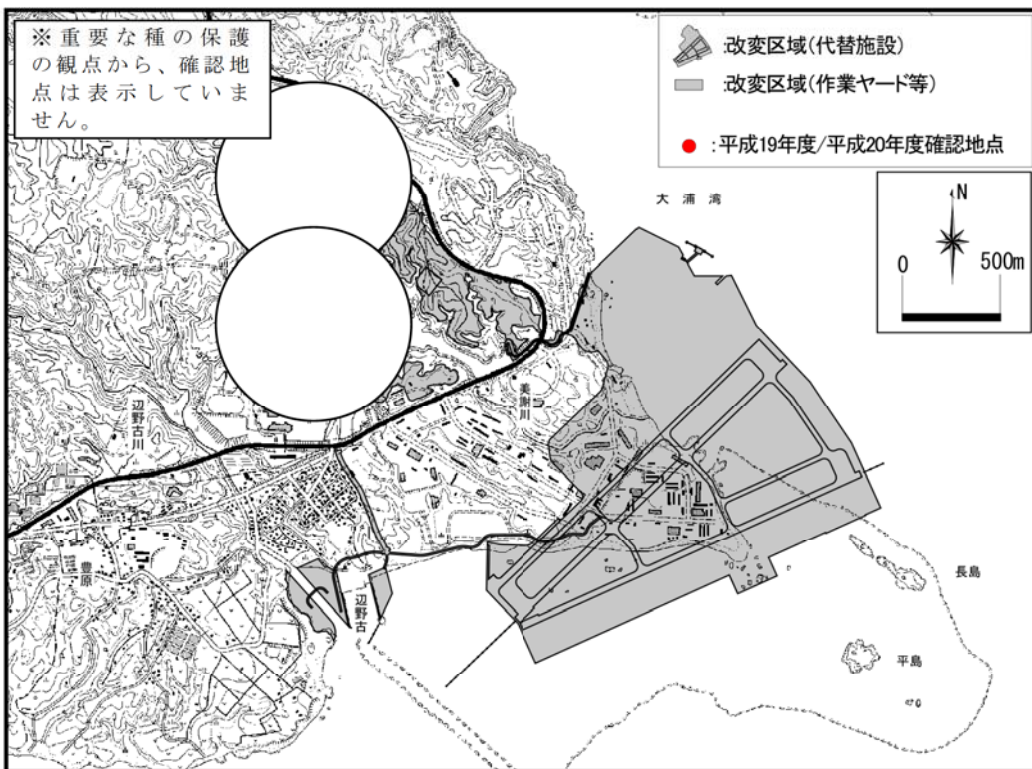 ※重要な種の保護
の観点から、確認地
点は表示していま
せん。
:改変区域(代替施設)
:改変区域(作業ヤード等)
:平成19年度/平成20年度確認地点
大浦湾
N
0 500m
美謝川
辺野古川
豊原
辺野古
長島
平島